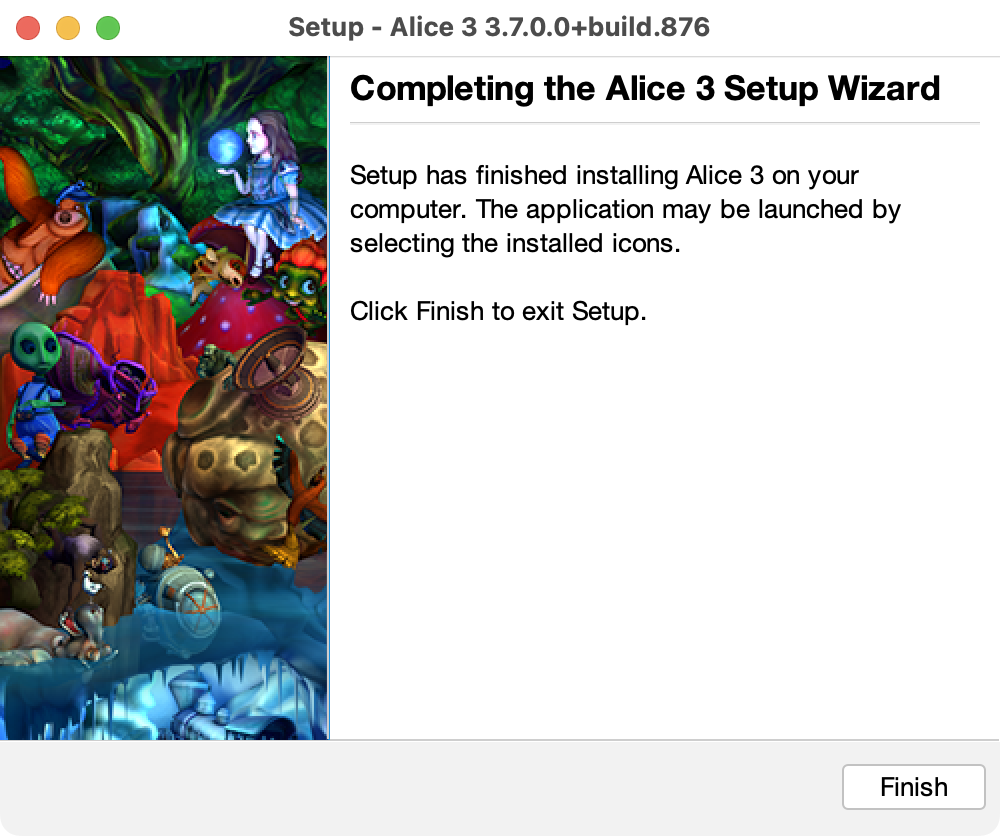 Setup - Alice 3 3.7.0.0+build.876
Completing the Alice 3 Setup Wizard
Setup has finished installing Alice 3 on your
computer. The application may be launched by
selecting the installed icons.
Click Finish to exit Setup.
Finish